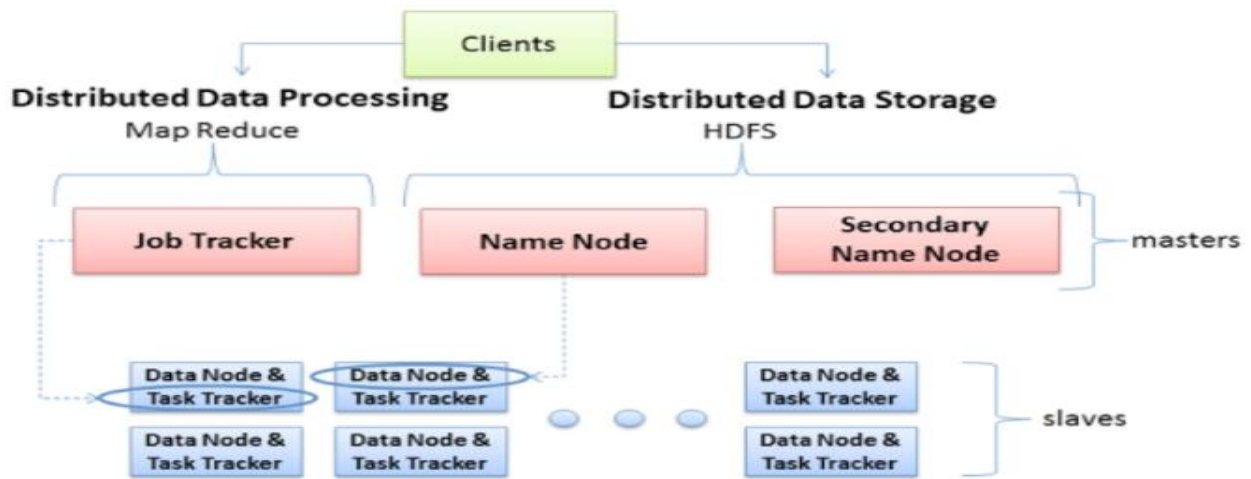 Clients
Distributed Data Processing
Map Reduce
Distributed Data Storage
HDFS
Job Tracker
Name Node
Secondary
Name Node
masters
Data Node &
Task Tracker
Data Node &
Task Tracker
Data Node &
Task Tracker
Data Node &
Task Tracker
Data Node &
Task Tracker
Data Node &
Task Tracker
slaves